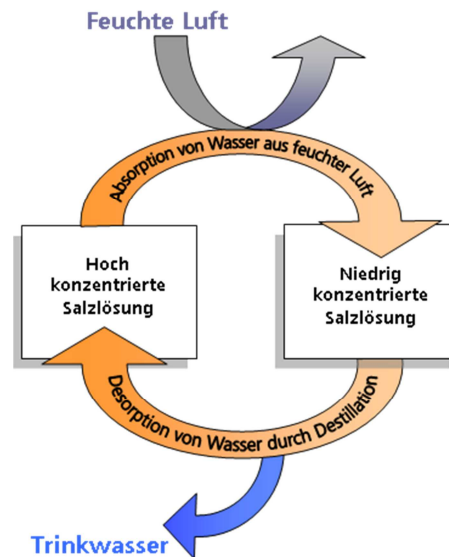 Feuchte Luft
Absorption von Wasser aus feuchter Luft
Hoch
konzentrierte
Salzlösung
Niedrig
konzentrierte
Salzlösung
Desorption von Wasser durch Destillation
Trinkwasser